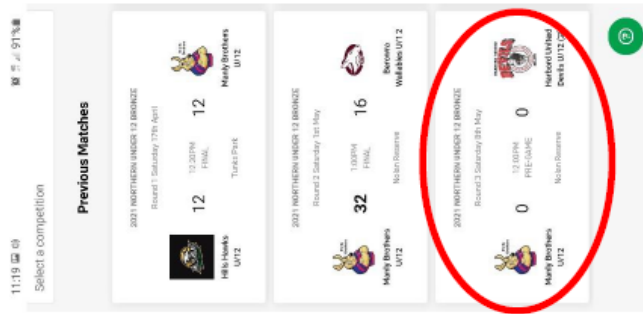 11:19
91%
Select a competition
Previous Matches
2021 NORTHERN UNDER 12 BRONZE
Round 1 Saturday 17th April
12
12:20PM
FINAL
12
Hills Hawks
U/12
Tunks Park
Manly Brothers
U/12
2021 NORTHERN UNDER 12 BRONZE
Round 2 Saturday 1st May
32
1:00PM
FINAL
16
Manly Brothers
U/12
Nolan Reserve
Wallabies U/12
2021 NORTHERN UNDER 12 BRONZE
Round 3 Saturday 8th May
0
12:00PM
PRE-GAME
0
Manly Brothers
U/12
Nolan Reserve
Harbord United
Devils U/12